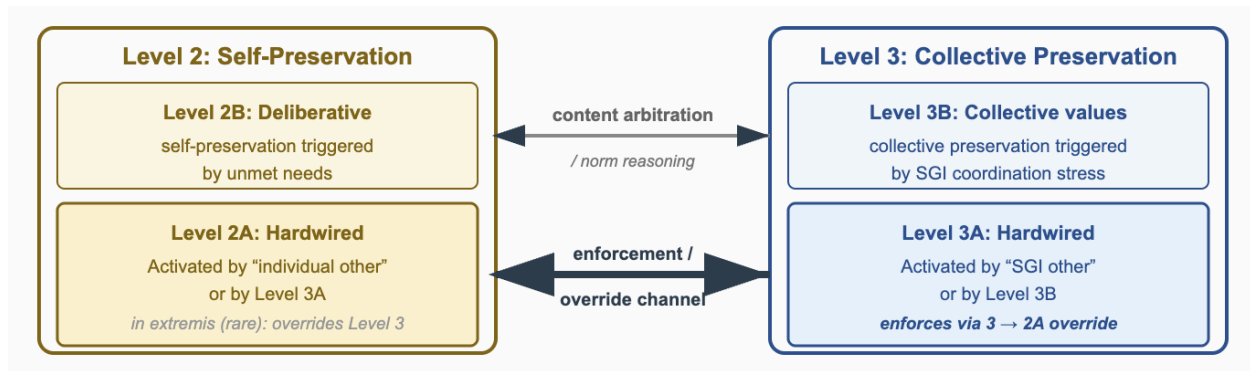 Level 2: Self-Preservation
Level 2B: Deliberative
self-preservation triggered
by unmet needs
Level 2A: Hardwired
Activated by “individual other”
or by Level 3A
in extremis (rare): overrides Level 3
content arbitration
/ norm reasoning
enforcement /
override channel
Level 3: Collective Preservation
Level 3B: Collective values
collective preservation triggered
by SGI coordination stress
Level 3A: Hardwired
Activated by “SGI other”
or by Level 3B
enforces via 3 → 2A override